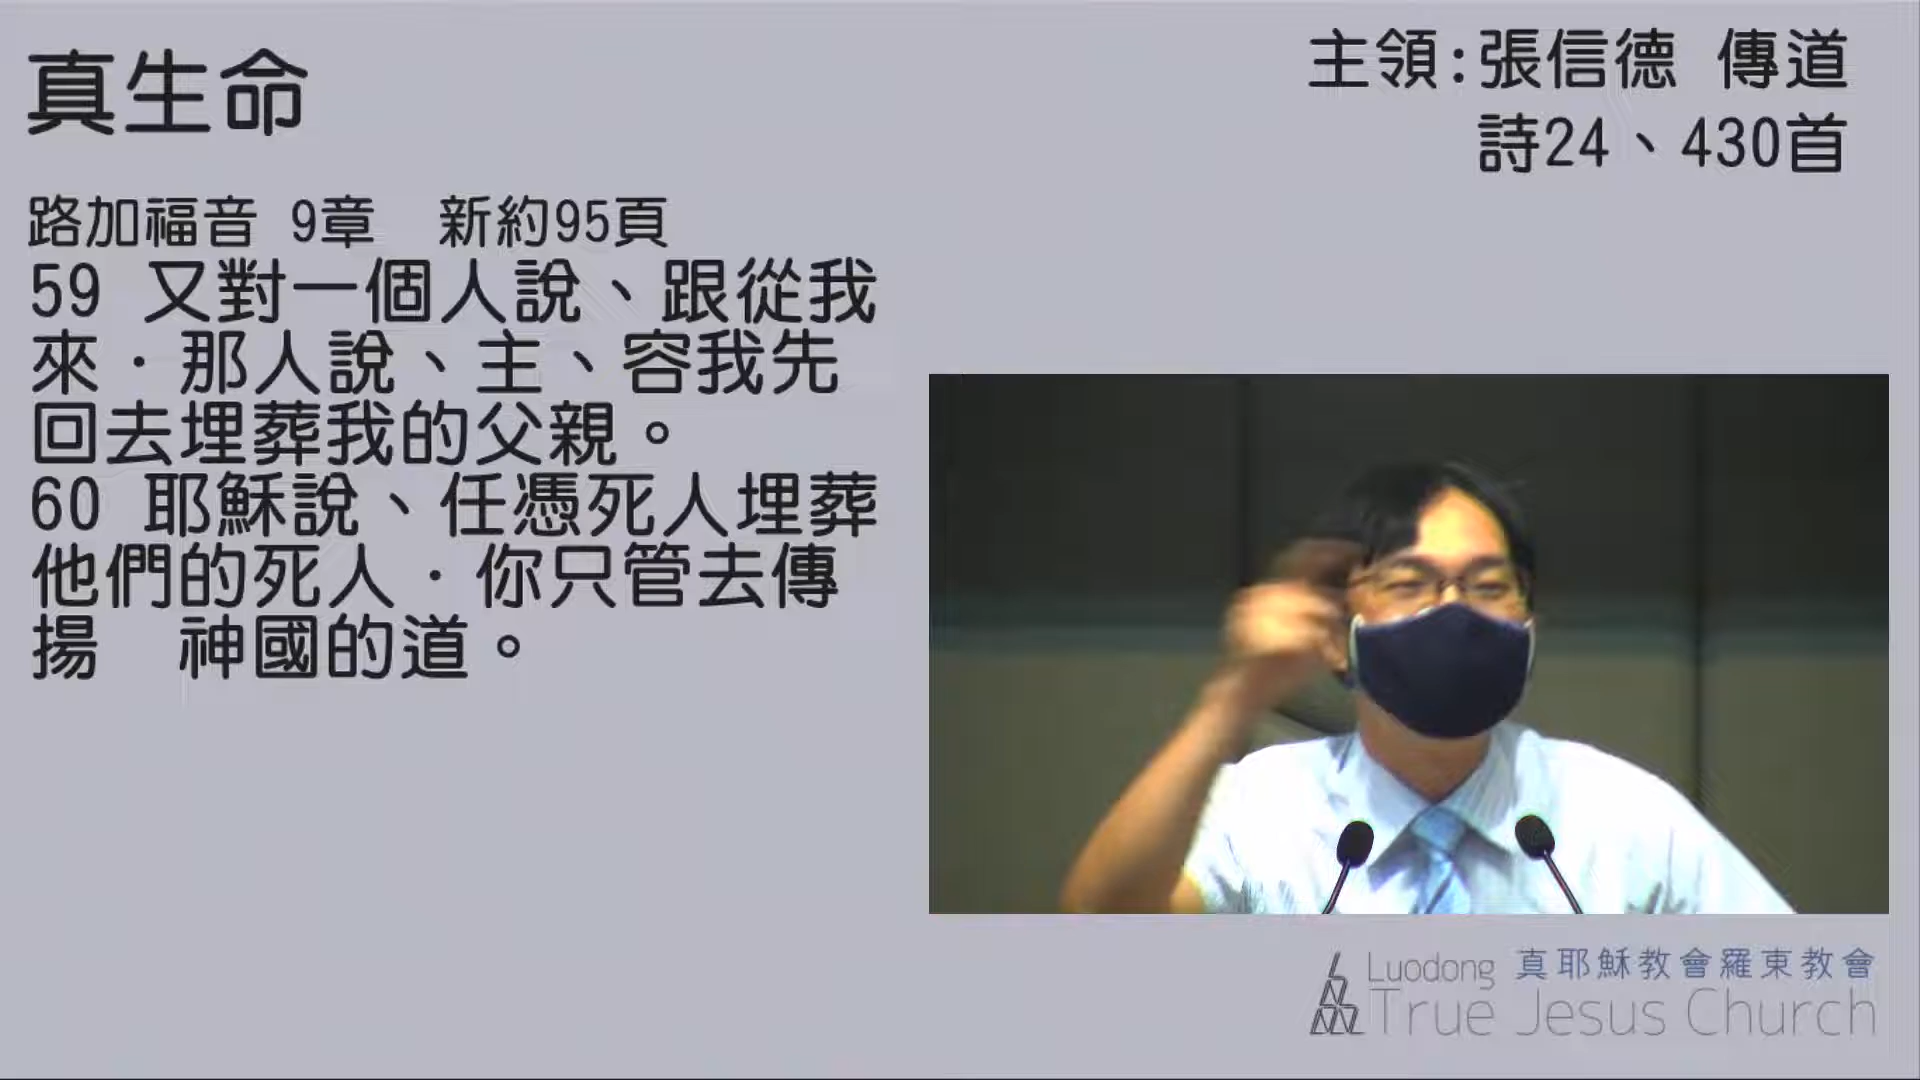 真生命
主領:張信德 傳道
詩24、430首
路加福音 9章 新約95頁
59 又對一個人說、跟從我
來．那人說、主、容我先
回去埋葬我的父親。
60 耶穌說、任憑死人埋葬
他們的死人．你只管去傳
揚　神國的道。
Luodong 真耶穌教會羅東教會
True Jesus Church